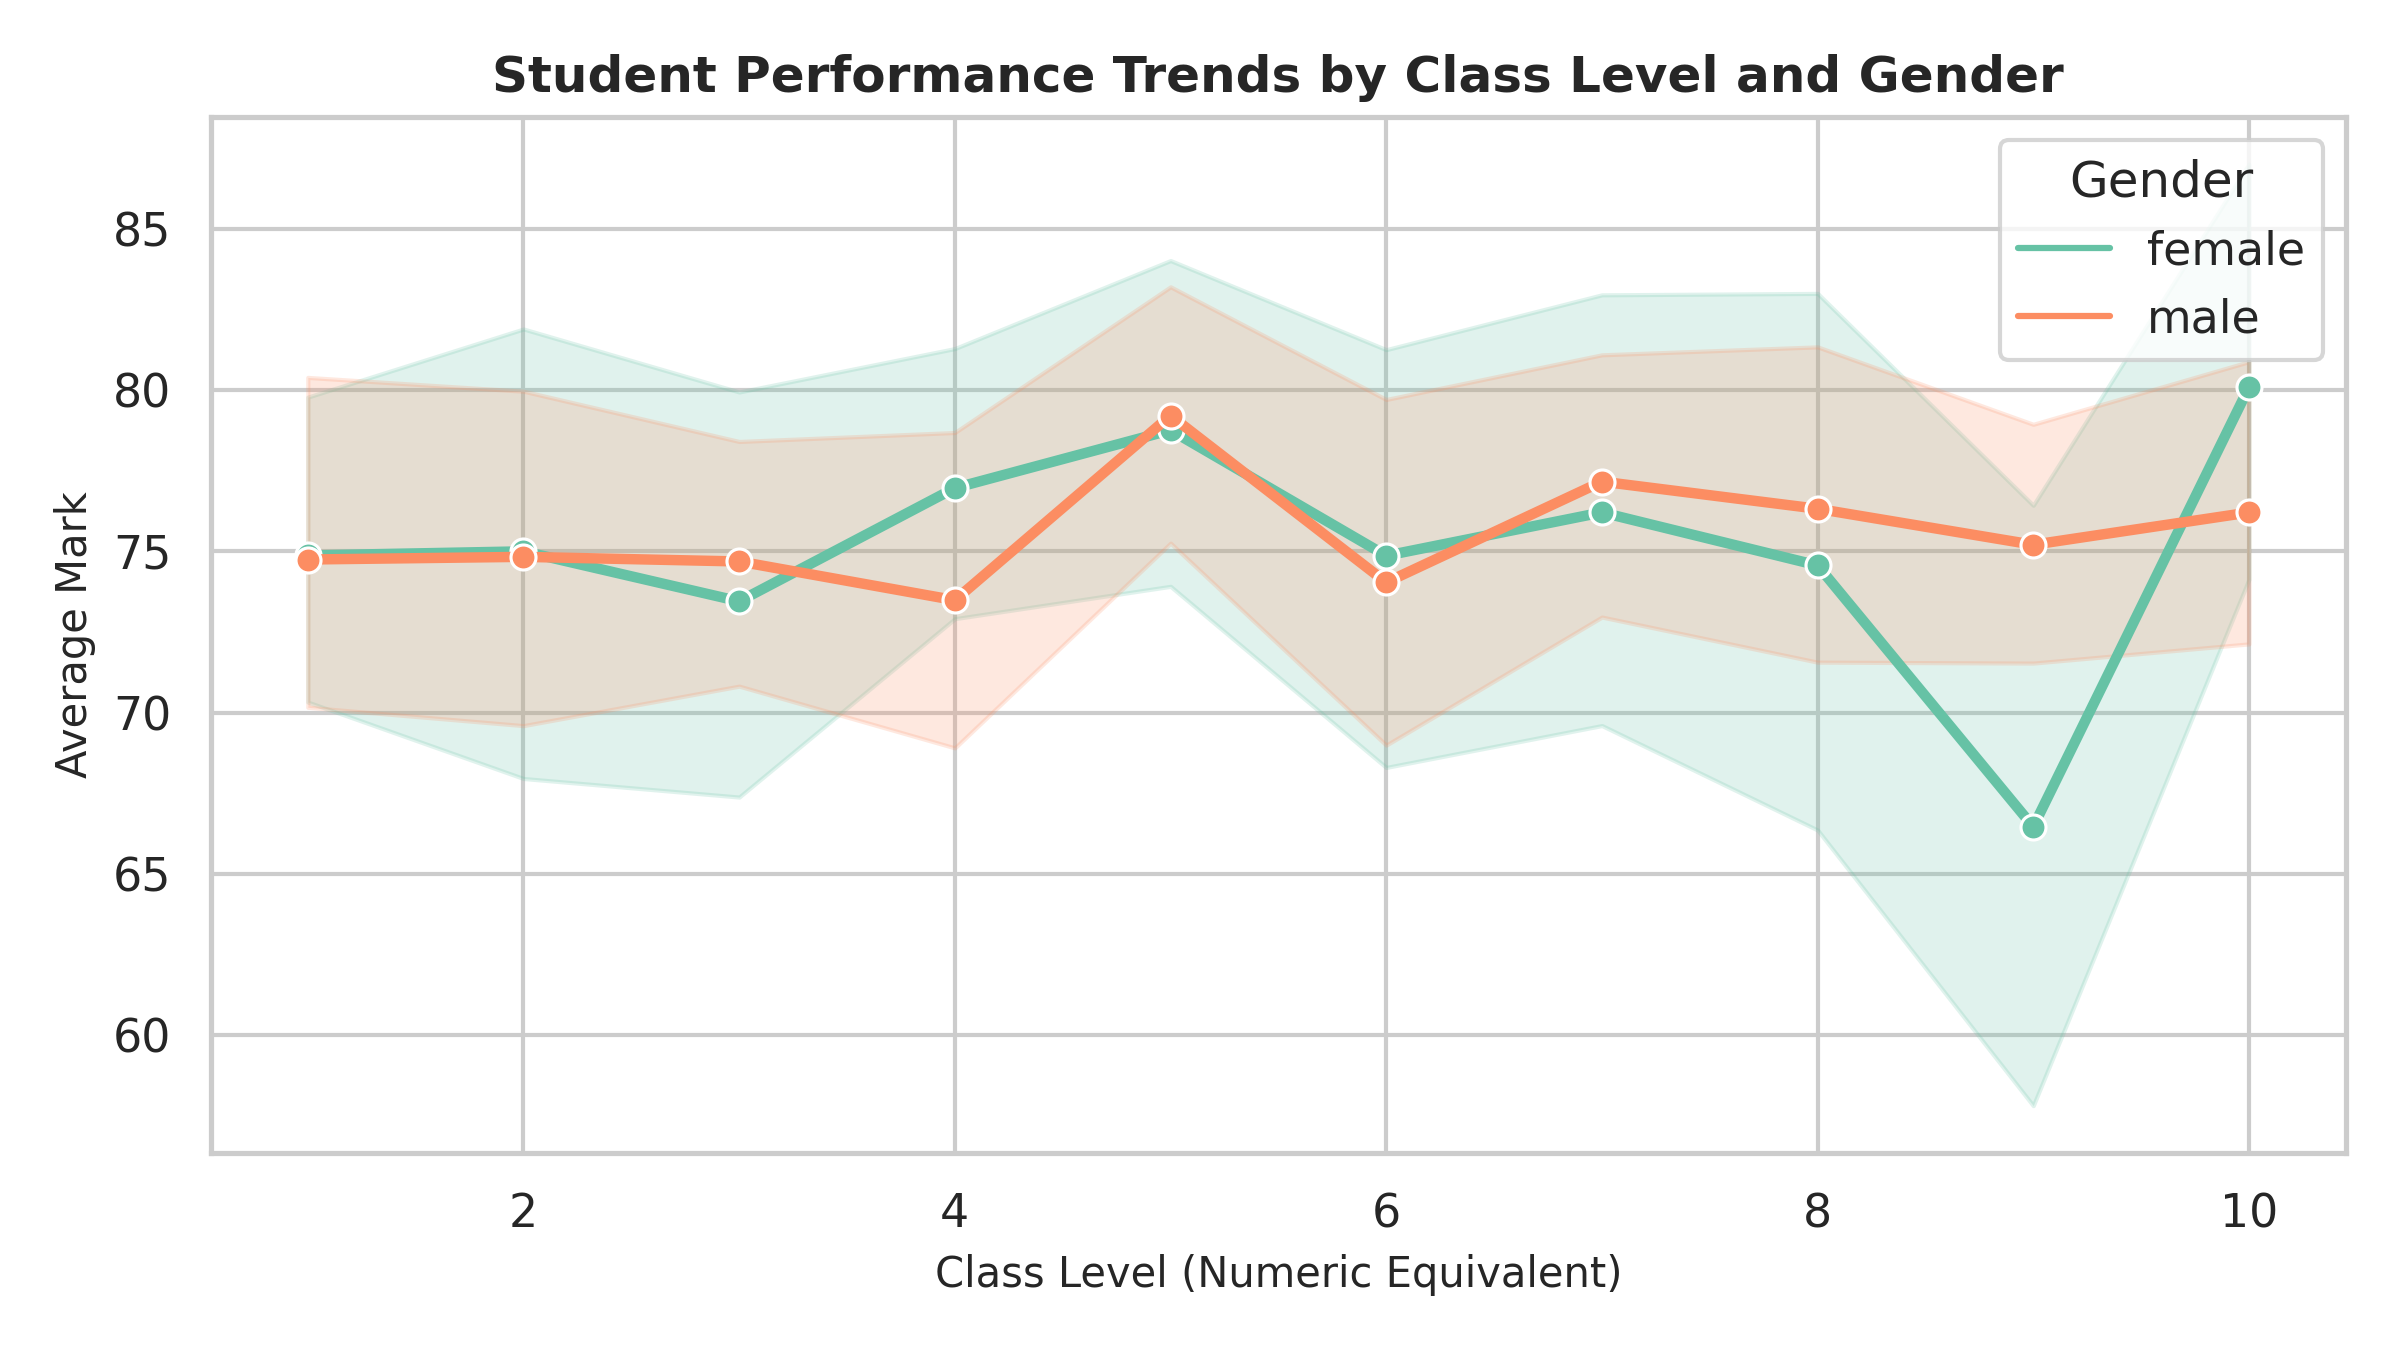 Student Performance Trends by Class Level and Gender
Gender
female
male
85
80
75
70
65
60
Average Mark
2 4 6 8 10
Class Level (Numeric Equivalent)